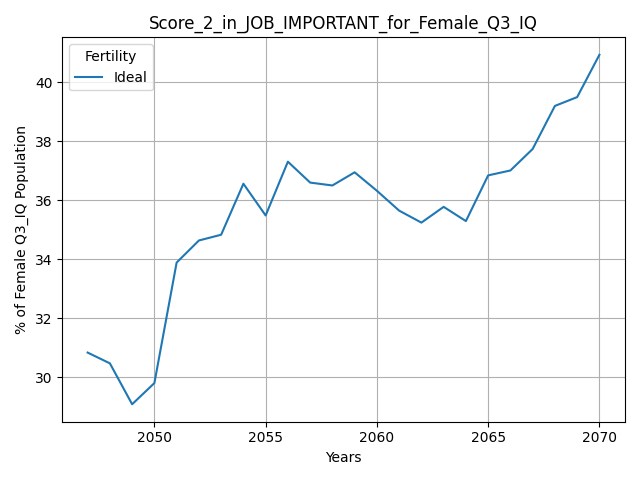 Score_2_in_JOB_IMPORTANT_for_Female_Q3_IQ
Fertility
Ideal
% of Female Q3_IQ Population
40
38
36
34
32
30
2050 2055 2060 2065 2070
Years